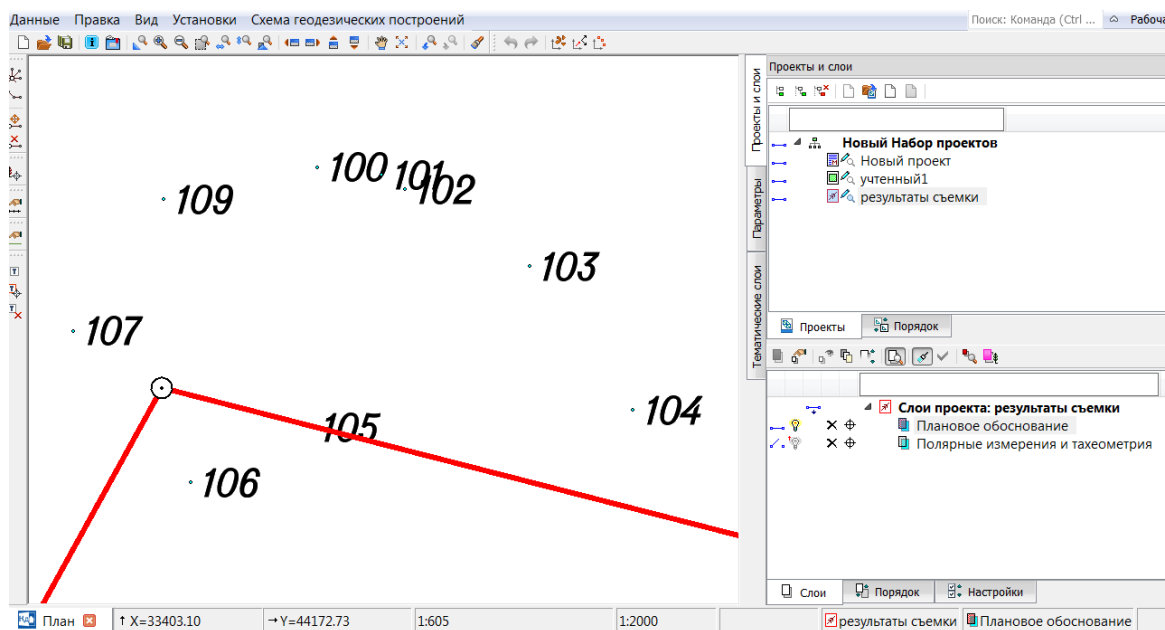 Данные Правка Вид Установки Схема геодезических построений
Поиск: Команда (Ctrl ...
Рабоча
Проекты и слои
Проекты и слои
Параметры
Тематические слои
Новый Набор проектов
Новый проект
учтенный1
результаты съемки
Проекты Порядок
100 101
102
109
103
107
104
105
106
Слои проекта: результаты съемки
Плановое обоснование
Полярные измерения и тахеометрия
Слои Порядок Настройки
План X=33403.10 Y=44172.73 1:605 1:2000 результаты съемки Плановое обоснование